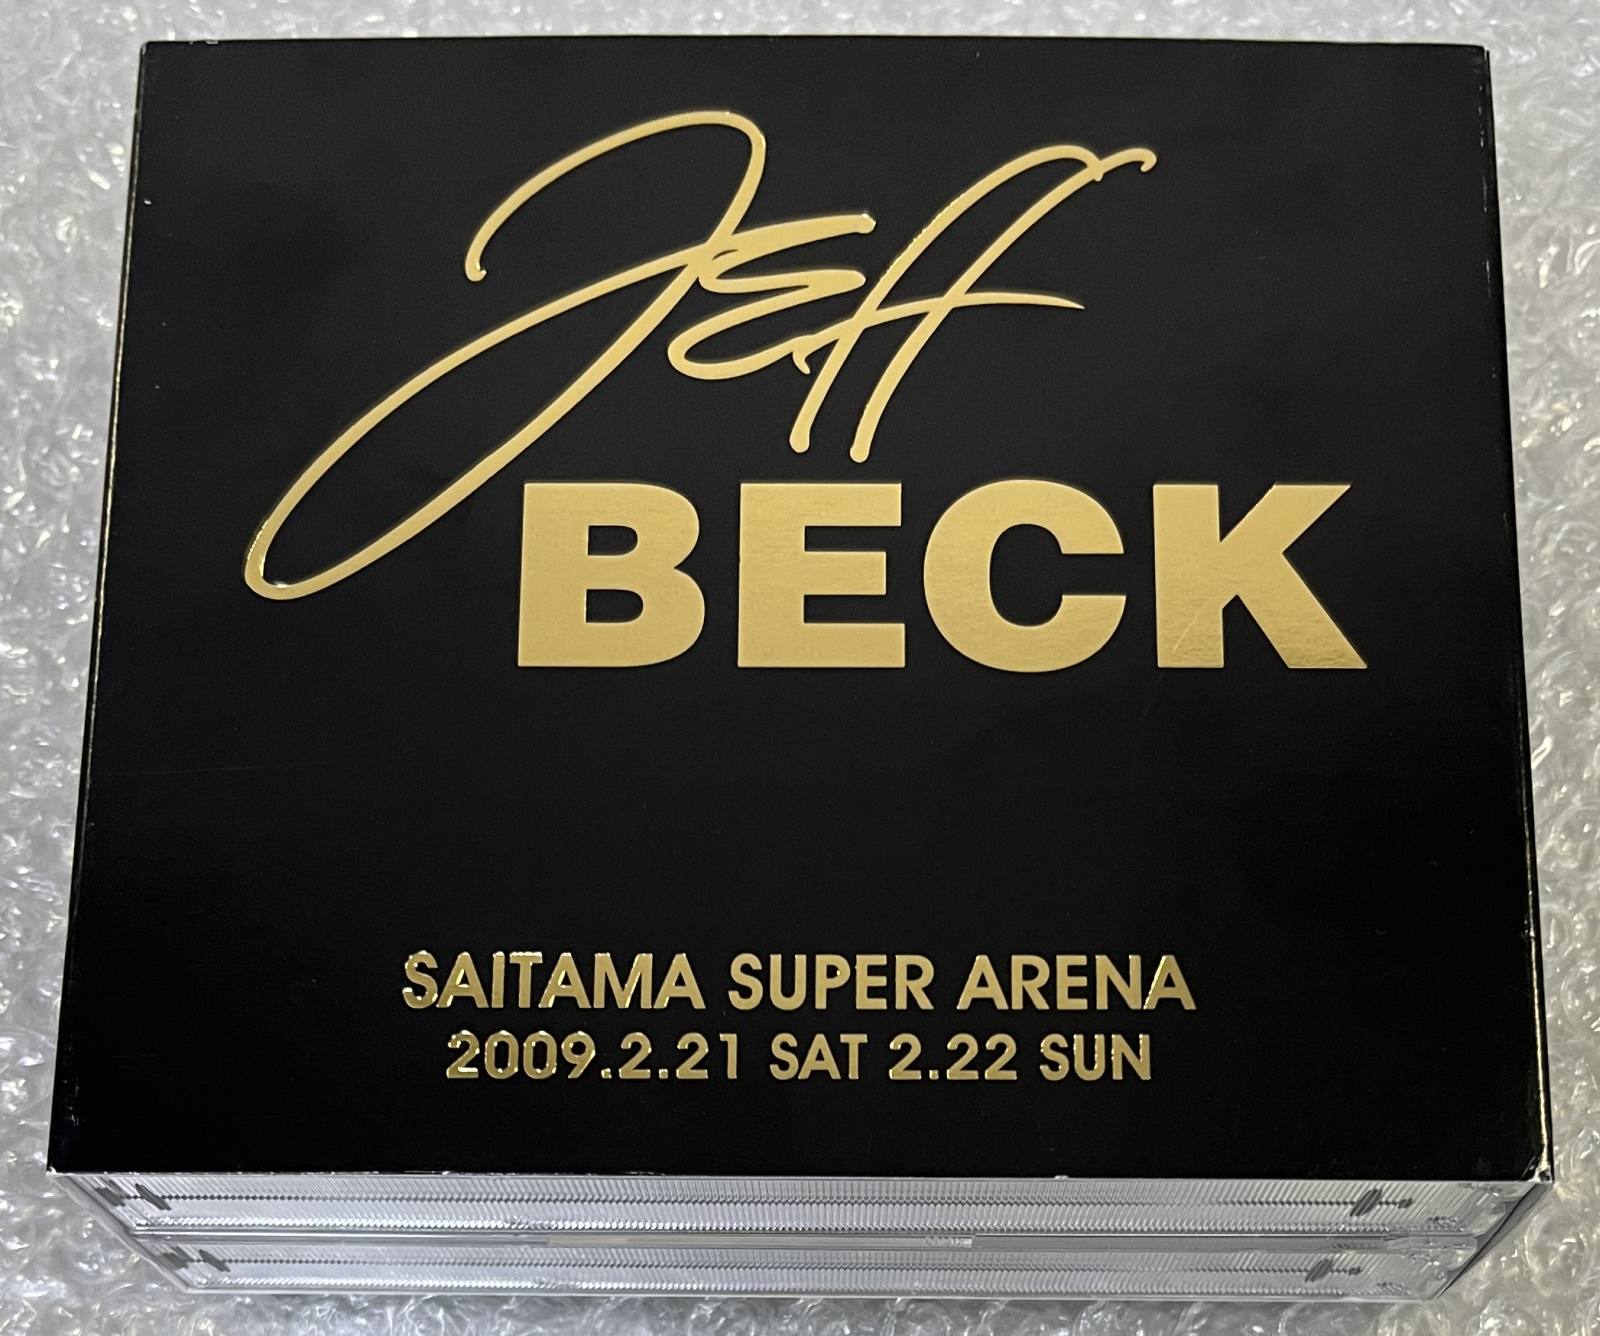 Jeff
BECK
SAITAMA SUPER ARENA
2009.2.21 SAT 2.22 SUN